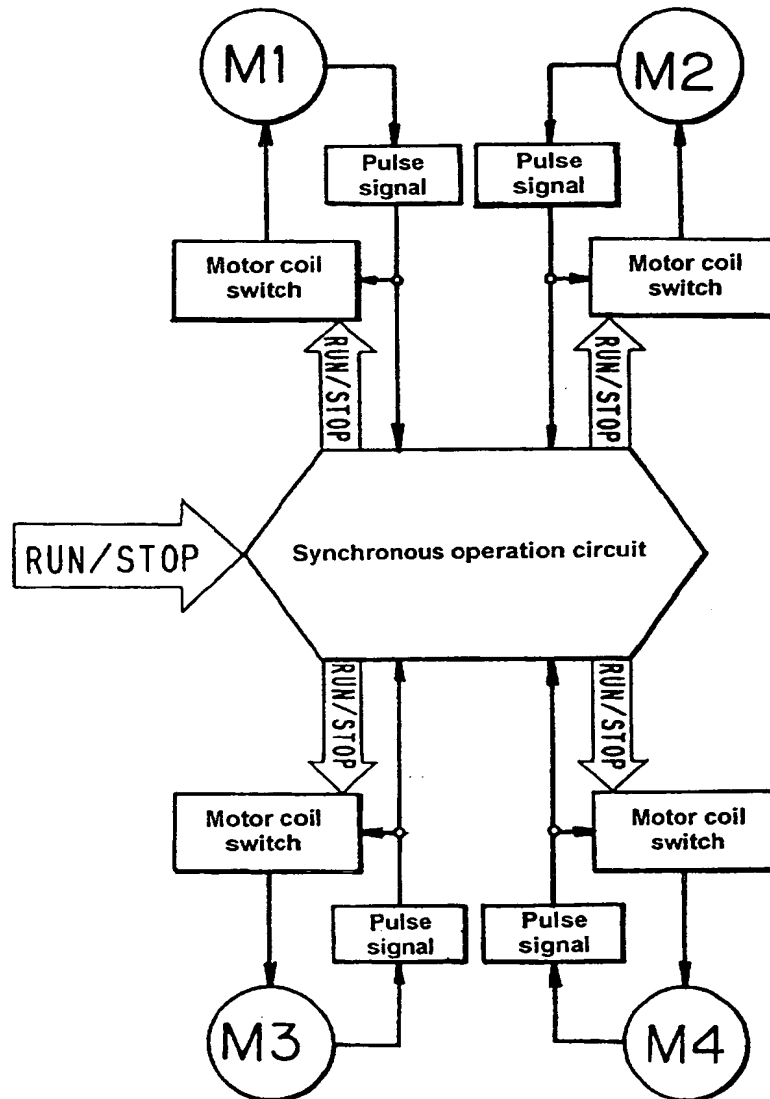 M1
M2
Pulse
signal
Pulse
signal
Motor coil
switch
Motor coil
switch
RUN/STOP
RUN/STOP
RUN/STOP
Synchronous operation circuit
RUN/STOP
RUN/STOP
Motor coil
switch
Motor coil
switch
Pulse
signal
Pulse
signal
M3
M4